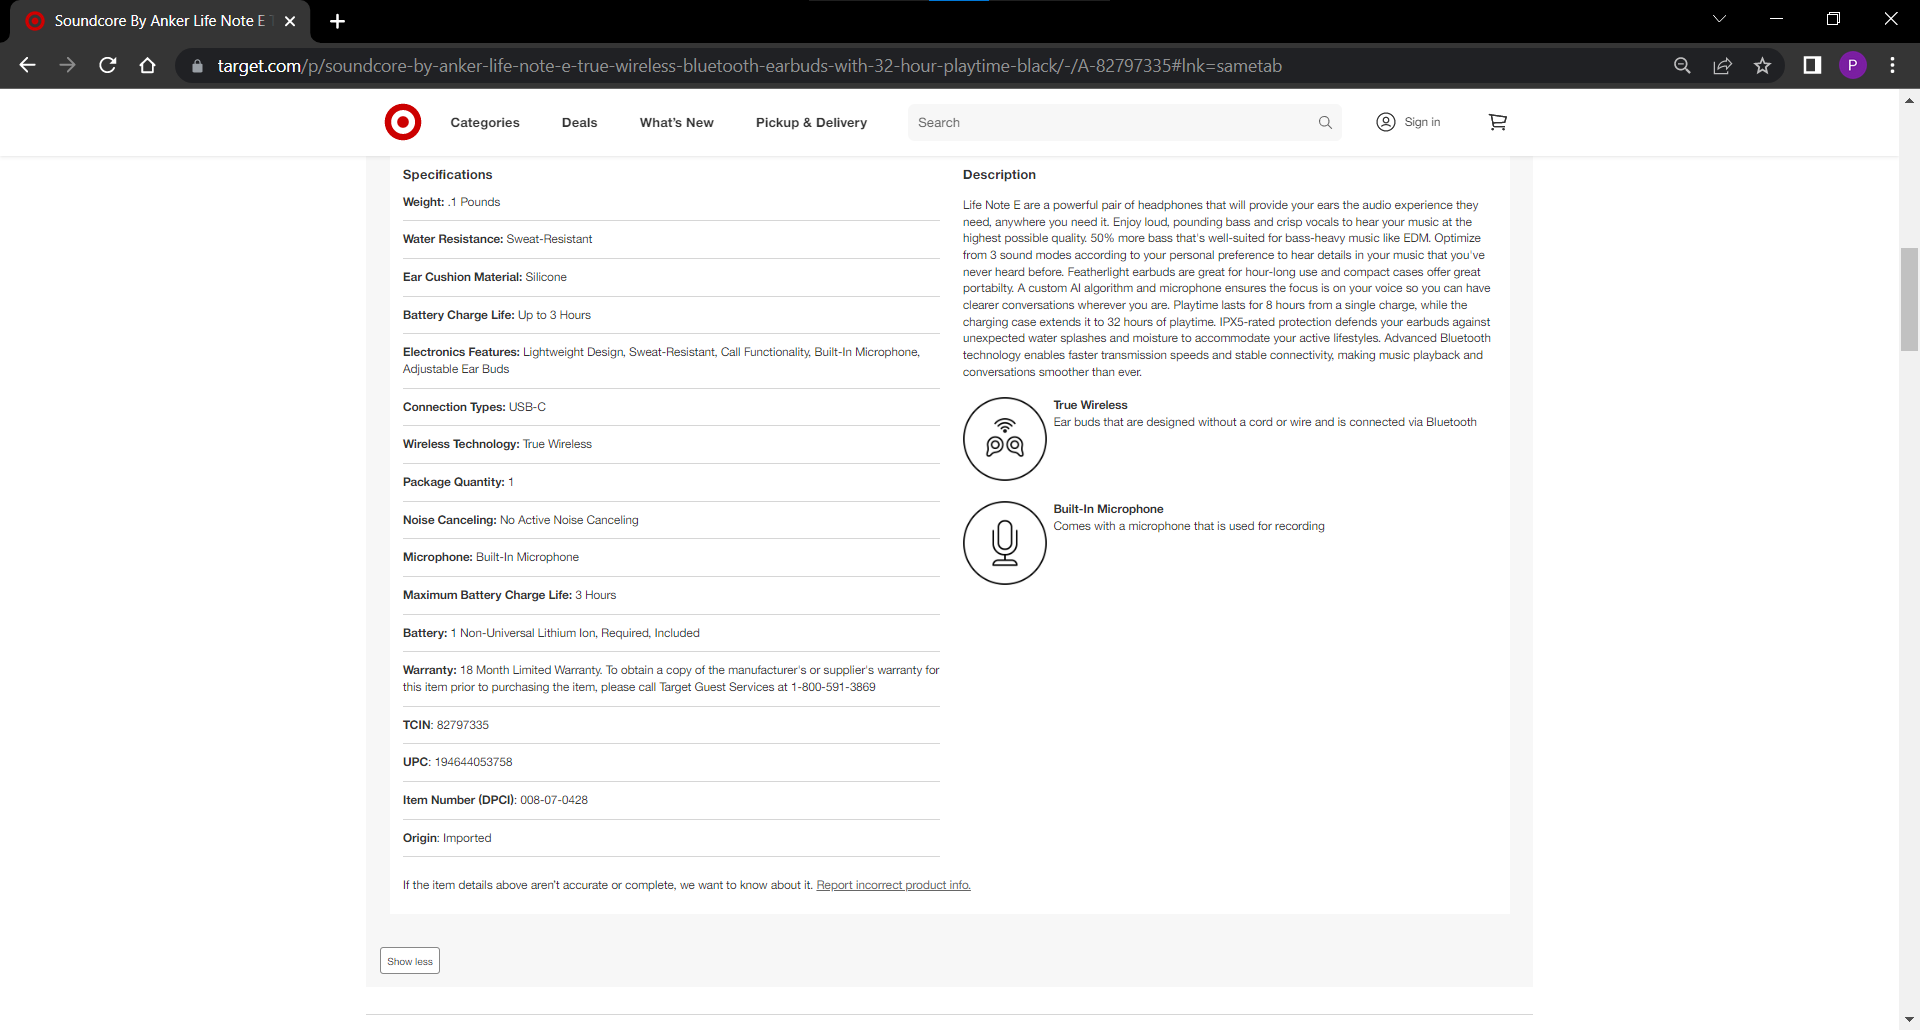 Soundcore By Anker Life Note E T
target.com/p/soundcore-by-anker-life-note-e-true-wireless-bluetooth-earbuds-with-32-hour-playtime-black/-/A-82797335#lnk=sametab
P
Categories
Deals
What's New
Pickup & Delivery
Search
Sign in
Specifications
Weight: .1 Pounds
Water Resistance: Sweat-Resistant
Ear Cushion Material: Silicone
Battery Charge Life: Up to 3 Hours
Electronics Features: Lightweight Design, Sweat-Resistant, Call Functionality, Built-In Microphone,
Adjustable Ear Buds
Connection Types: USB-C
Wireless Technology: True Wireless
Package Quantity: 1
Noise Canceling: No Active Noise Canceling
Microphone: Built-In Microphone
Maximum Battery Charge Life: 3 Hours
Battery: 1 Non-Universal Lithium Ion, Required, Included
Warranty: 18 Month Limited Warranty. To obtain a copy of the manufacturer's or supplier's warranty for
this item prior to purchasing the item, please call Target Guest Services at 1-800-591-3869
TCIN: 82797335
UPC: 194644053758
Item Number (DPCI): 008-07-0428
Origin: Imported
If the item details above aren't accurate or complete, we want to know about it. Report incorrect product info.
Description
Life Note E are a powerful pair of headphones that will provide your ears the audio experience they
need, anywhere you need it. Enjoy loud, pounding bass and crisp vocals to hear your music at the
highest possible quality. 50% more bass that's well-suited for bass-heavy music like EDM. Optimize
from 3 sound modes according to your personal preference to hear details in your music that you've
never heard before. Featherlight earbuds are great for hour-long use and compact cases offer great
portabilty. A custom AI algorithm and microphone ensures the focus is on your voice so you can have
clearer conversations wherever you are. Playtime lasts for 8 hours from a single charge, while the
charging case extends it to 32 hours of playtime. IPX5-rated protection defends your earbuds against
unexpected water splashes and moisture to accommodate your active lifestyles. Advanced Bluetooth
technology enables faster transmission speeds and stable connectivity, making music playback and
conversations smoother than ever.
True Wireless
Ear buds that are designed without a cord or wire and is connected via Bluetooth
Built-In Microphone
Comes with a microphone that is used for recording
Show less